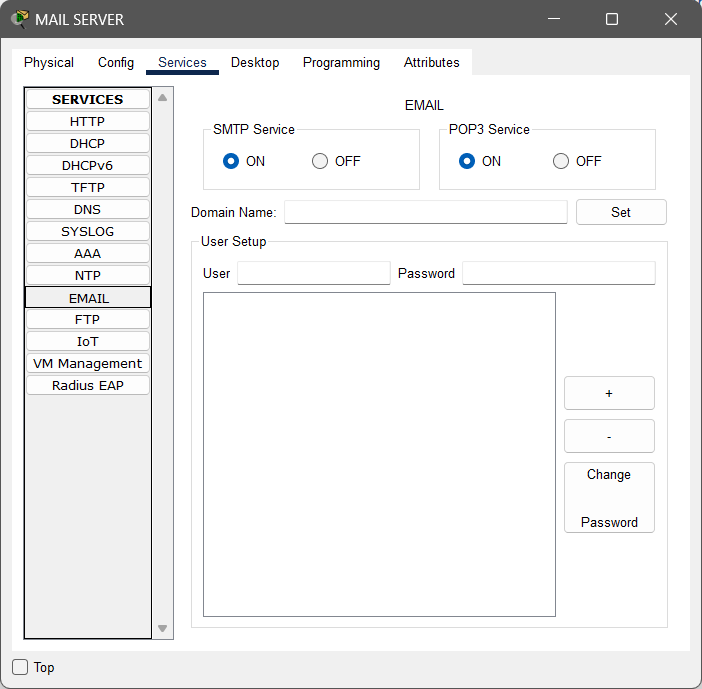 MAIL SERVER
Physical Config Services Desktop Programming Attributes
SERVICES
HTTP
DHCP
DHCPv6
TFTP
DNS
SYSLOG
AAA
NTP
EMAIL
FTP
IoT
VM Management
Radius EAP
EMAIL
SMTP Service
ON OFF
POP3 Service
ON OFF
Domain Name: Set
User Setup
User Password
+
-
Change
Password
Top